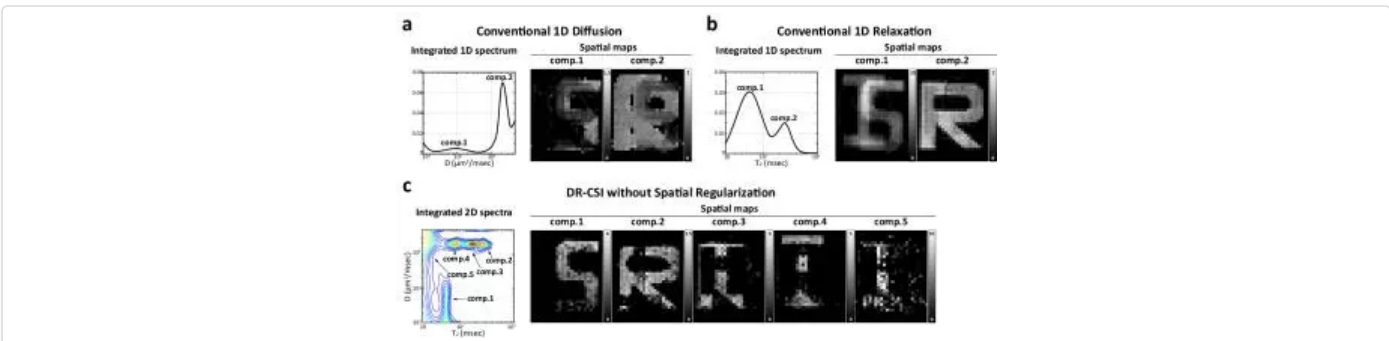 a
Conventional 1D Diffusion
Integrated 1D spectrum
Spatial maps
comp.1
comp.2
comp.2
comp.1
D (μm²/msec)
b
Conventional 1D Relaxation
Integrated 1D spectrum
Spatial maps
comp.1
comp.2
comp.1
comp.2
T₂ (msec)
c
DR-CSI without Spatial Regularization
Integrated 2D spectra
Spatial maps
comp.1
comp.2
comp.3
comp.4
comp.5
comp.4
comp.2
comp.3
comp.5
comp.1
D (μm²/msec)
T₂ (msec)